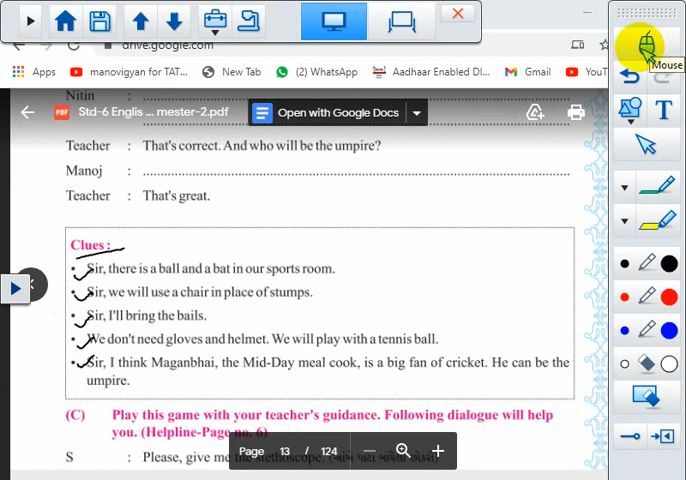 drive.google.com
Apps manovigyan for TAT... New Tab (2) WhatsApp Aadhaar Enabled DI... Gmail YouT
Mouse
T
Nitin : ........
PDF Std-6 Englis ... mester-2.pdf Open with Google Docs
Teacher : That's correct. And who will be the umpire?
Manoj : ........
Teacher : That's great.
Clues :
• Sir, there is a ball and a bat in our sports room.
• Sir, we will use a chair in place of stumps.
• Sir, I'll bring the bails.
• We don't need gloves and helmet. We will play with a tennis ball.
• Sir, I think Maganbhai, the Mid-Day meal cook, is a big fan of cricket. He can be the
umpire.
(C) Play this game with your teacher's guidance. Following dialogue will help
you. (Helpline-Page no. 6)
Page 13 / 124
S : Please, give me the stethoscope.